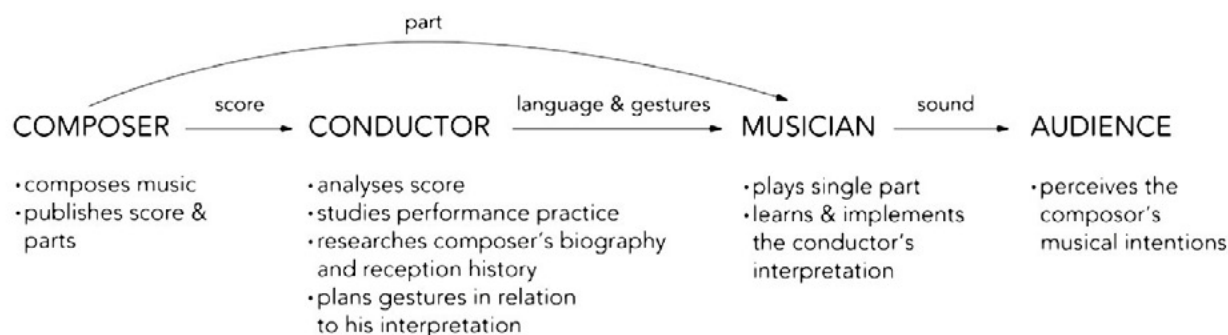 part
score
language & gestures
sound
COMPOSER
CONDUCTOR
MUSICIAN
AUDIENCE
•composes music
•publishes score &
parts
•analyses score
•studies performance practice
•researches composer's biography
and reception history
•plans gestures in relation
to his interpretation
•plays single part
•learns & implements
the conductor's
interpretation
•perceives the
composor's
musical intentions